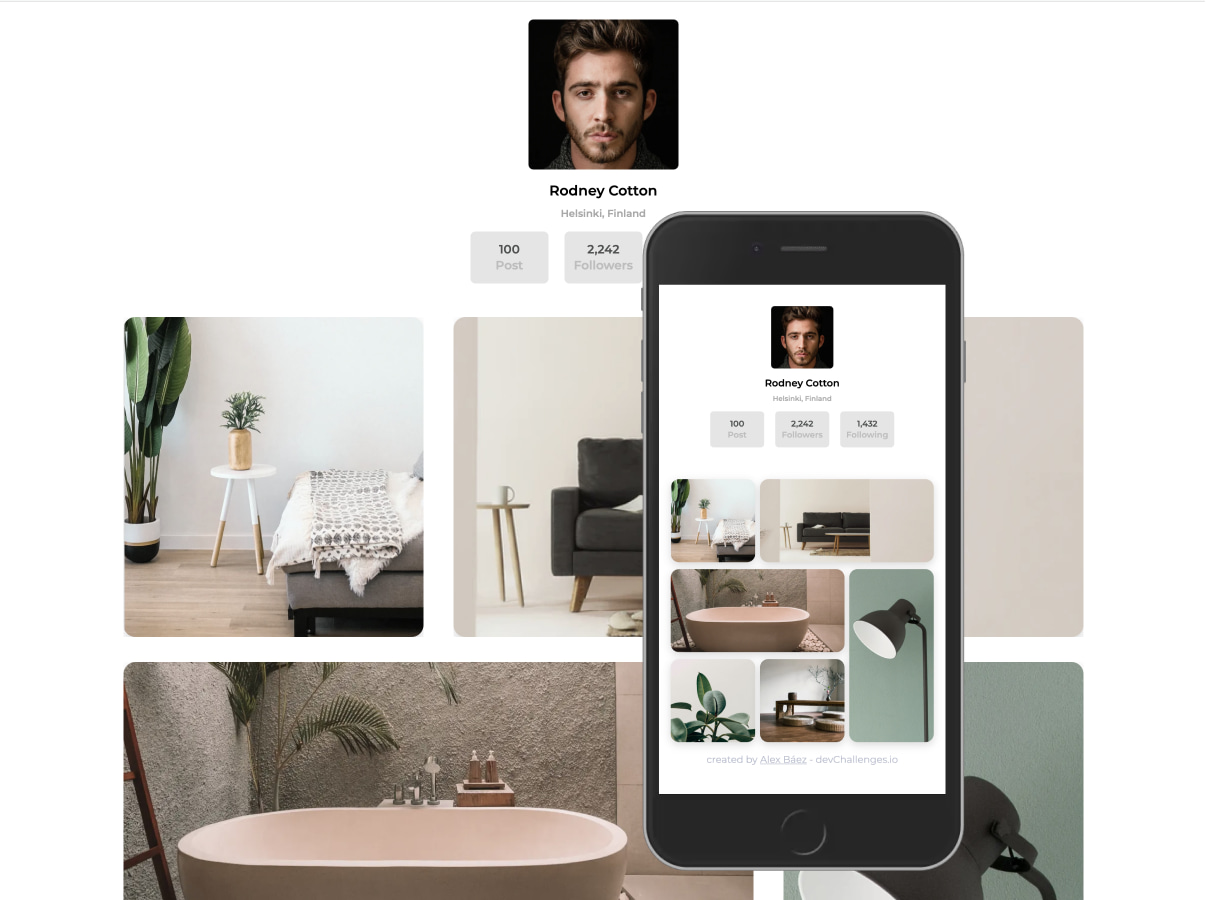 Rodney Cotton
Helsinki, Finland
100
Post
2,242
Followers
Rodney Cotton
Helsinki, Finland
100
Post
2,242
Followers
1,432
Following
created by Alex Báez - devChallenges.io